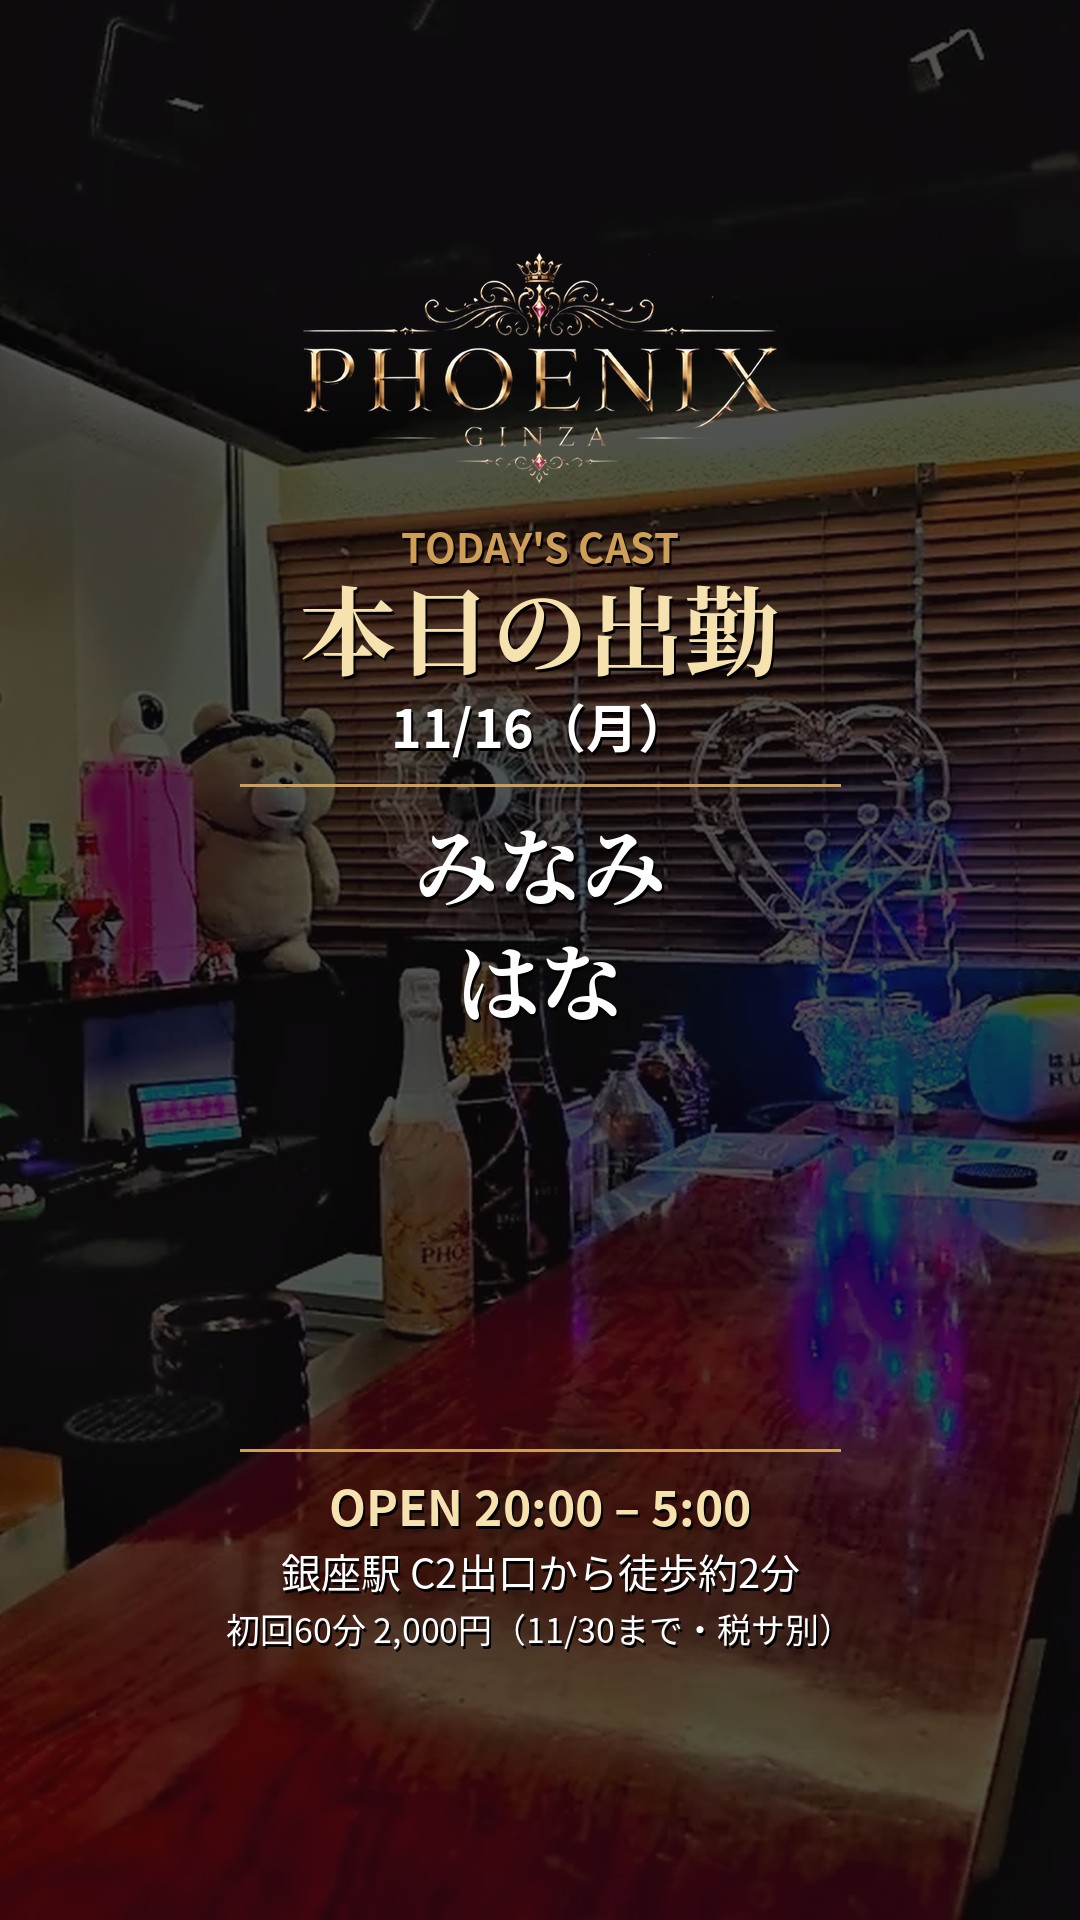 PHOENIX
GINZA
TODAY'S CAST
本日の出勤
11/16（月）
みなみ
はな
OPEN 20:00 – 5:00
銀座駅 C2出口から徒歩約2分
初回60分 2,000円（11/30まで・税サ別）